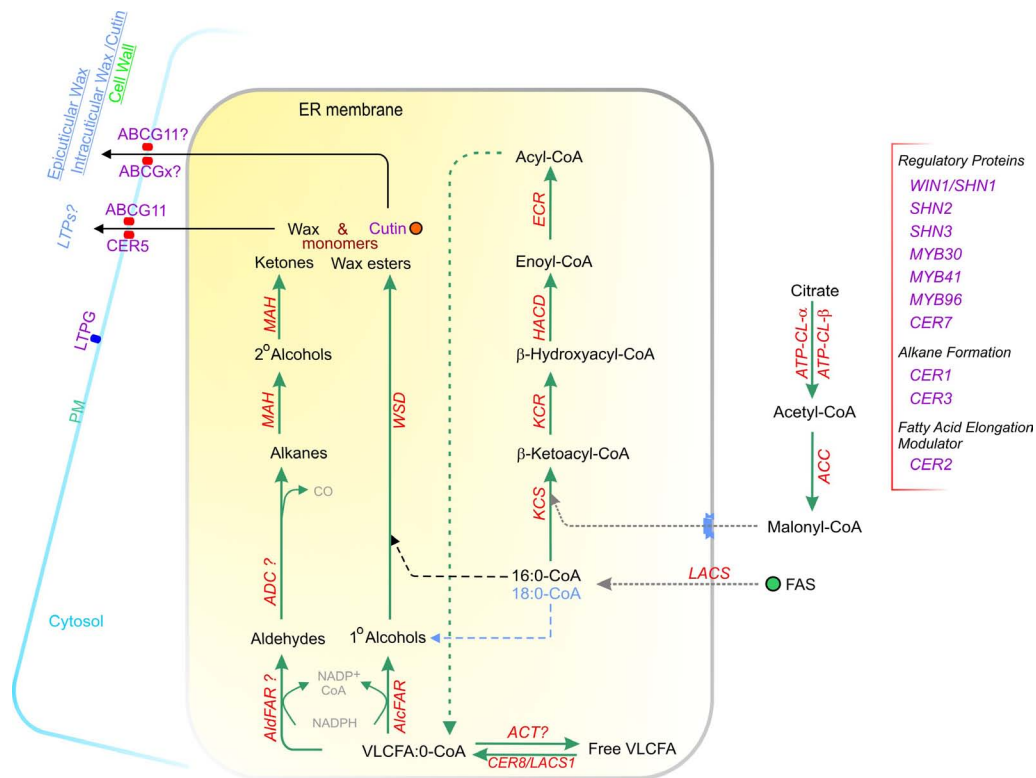 Epicuticular Wax
Intracuticular Wax /Cutin
Cell Wall
ER membrane
ABCG11?
ABCGx?
LTPs?
ABCG11
CER5
LTPG
PM
Cytosol
Wax & Cutin
monomers
Ketones
Wax esters
MAH
2o Alcohols
MAH
WSD
Alkanes
CO
ADC ?
Aldehydes
1o Alcohols
AldFAR ?
NADP+
CoA
NADPH
AlcFAR
VLCFA:0-CoA
ACT?
CER8/LACS1
Free VLCFA
Acyl-CoA
ECR
Enoyl-CoA
HACD
β-Hydroxyacyl-CoA
KCR
β-Ketoacyl-CoA
KCS
16:0-CoA
18:0-CoA
LACS
FAS
Citrate
ATP-CL-α
ATP-CL-β
Acetyl-CoA
ACC
Malonyl-CoA
Regulatory Proteins
WIN1/SHN1
SHN2
SHN3
MYB30
MYB41
MYB96
CER7
Alkane Formation
CER1
CER3
Fatty Acid Elongation
Modulator
CER2